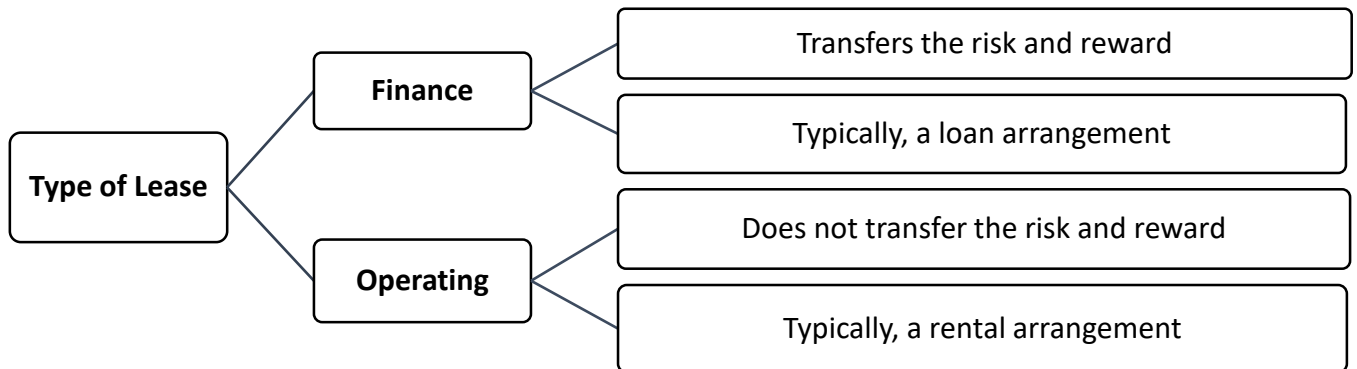 Type of Lease
Finance
Transfers the risk and reward
Typically, a loan arrangement
Operating
Does not transfer the risk and reward
Typically, a rental arrangement